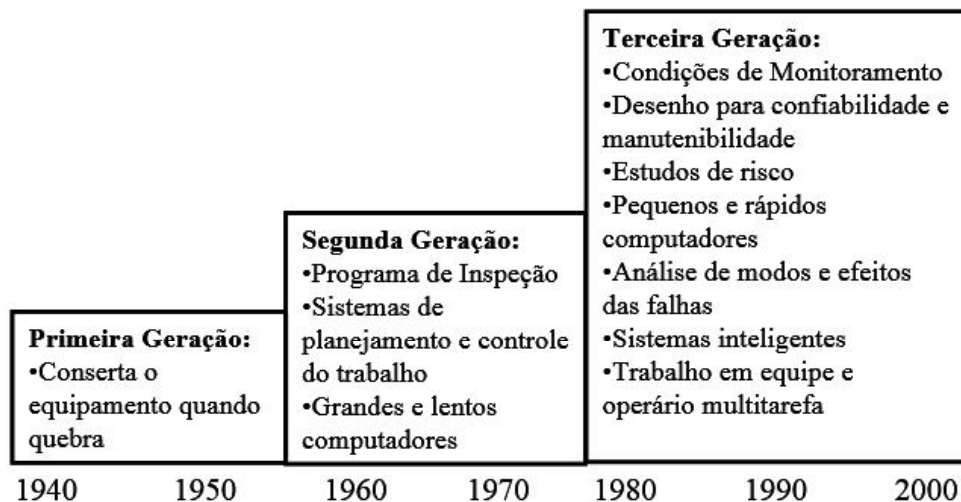 Primeira Geração:
•Conserta o
equipamento quando
quebra
Segunda Geração:
•Programa de Inspeção
•Sistemas de
planejamento e controle
do trabalho
•Grandes e lentos
computadores
Terceira Geração:
•Condições de Monitoramento
•Desenho para confiabilidade e
manutenibilidade
•Estudos de risco
•Pequenos e rápidos
computadores
•Análise de modos e efeitos
das falhas
•Sistemas inteligentes
•Trabalho em equipe e
operário multitarefa
1940 1950 1960 1970 1980 1990 2000